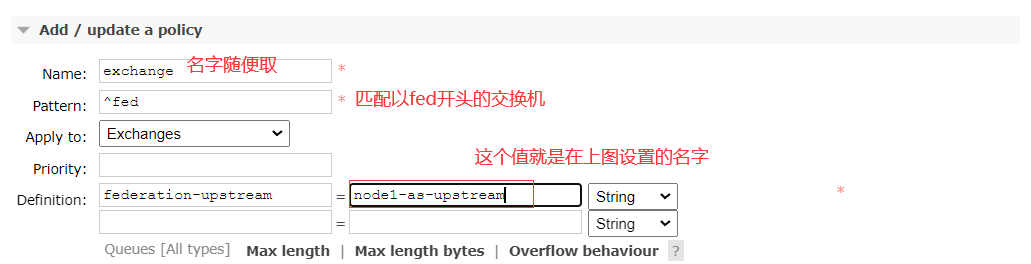 Add / update a policy
Name: exchange 名字随便取 *
Pattern: ^fed * 匹配以fed开头的交换机
Apply to: Exchanges
这个值就是在上图设置的名字
Priority:
Definition: federation-upstream = node1-as-upstream String *
= String
Queues [All types] Max length | Max length bytes | Overflow behaviour ?